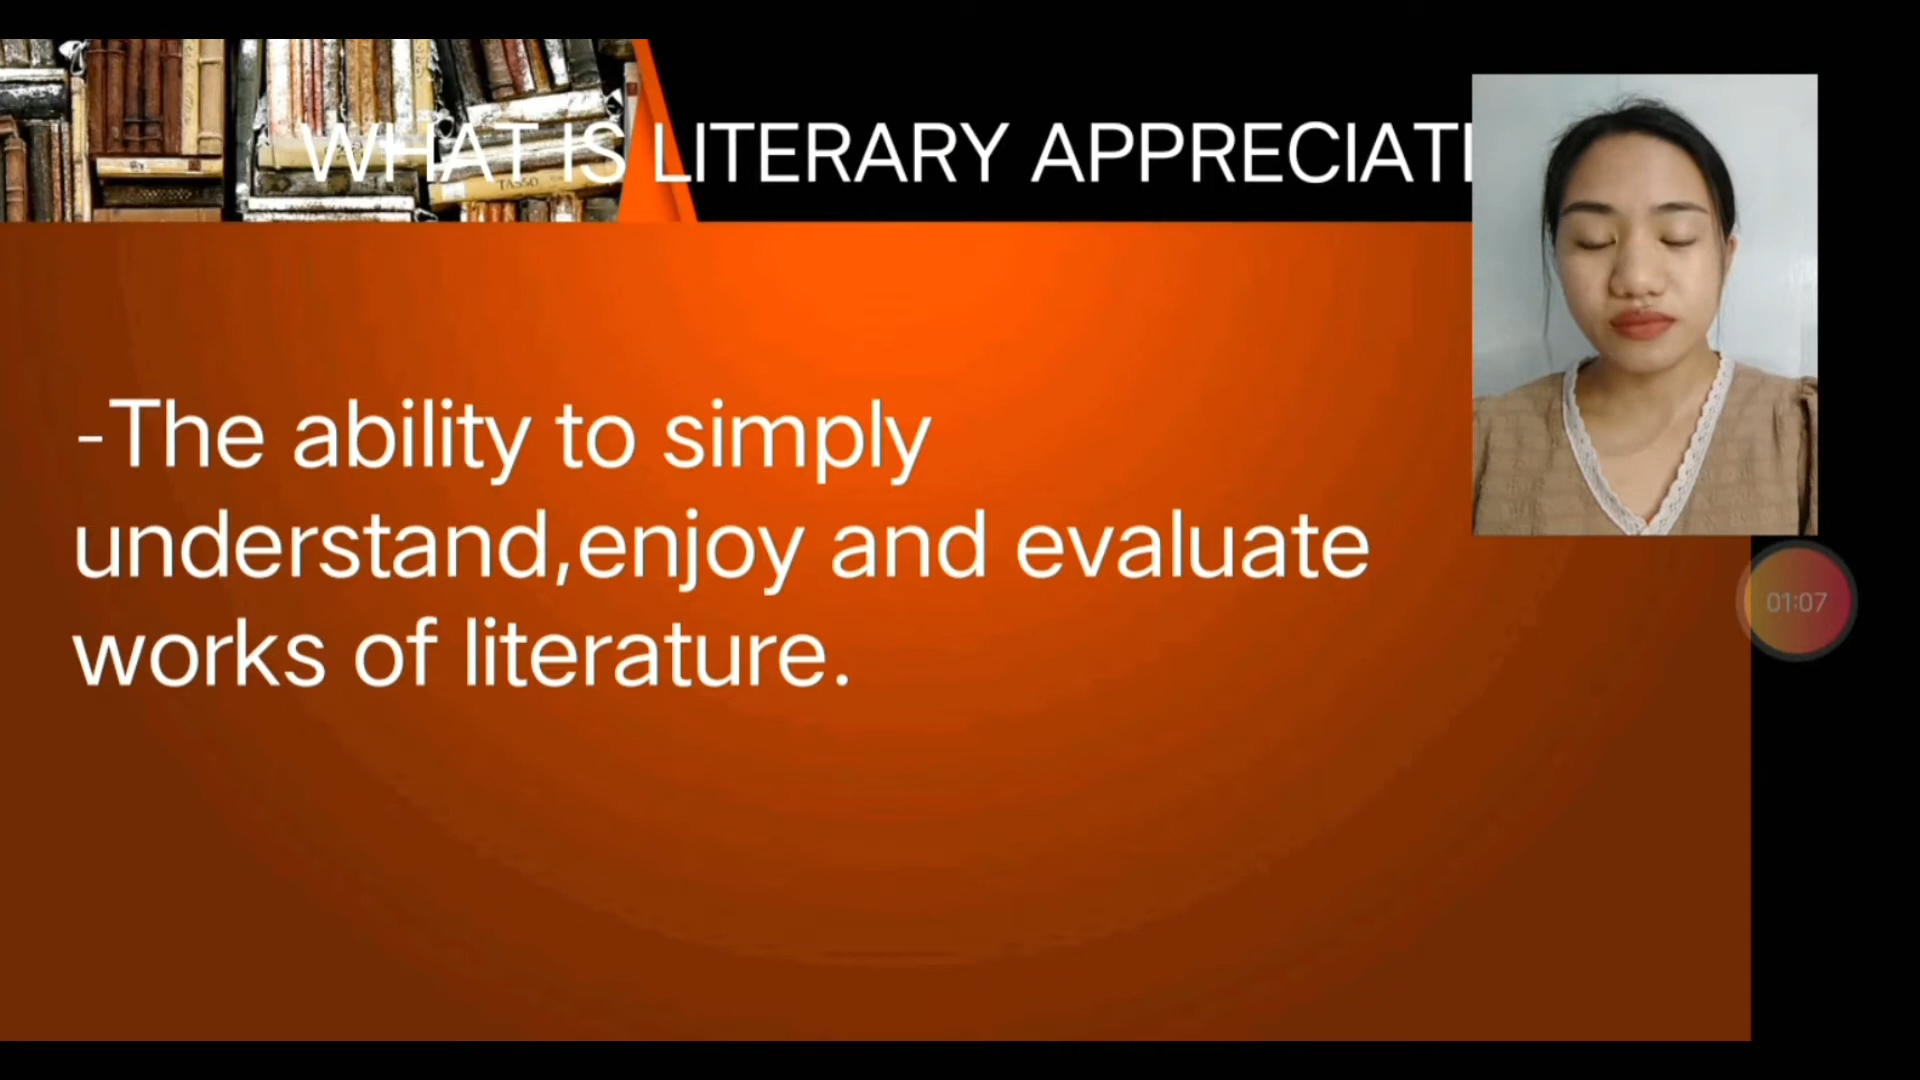 WHAT IS LITERARY APPRECIATI
-The ability to simply
understand,enjoy and evaluate
works of literature.
01:07